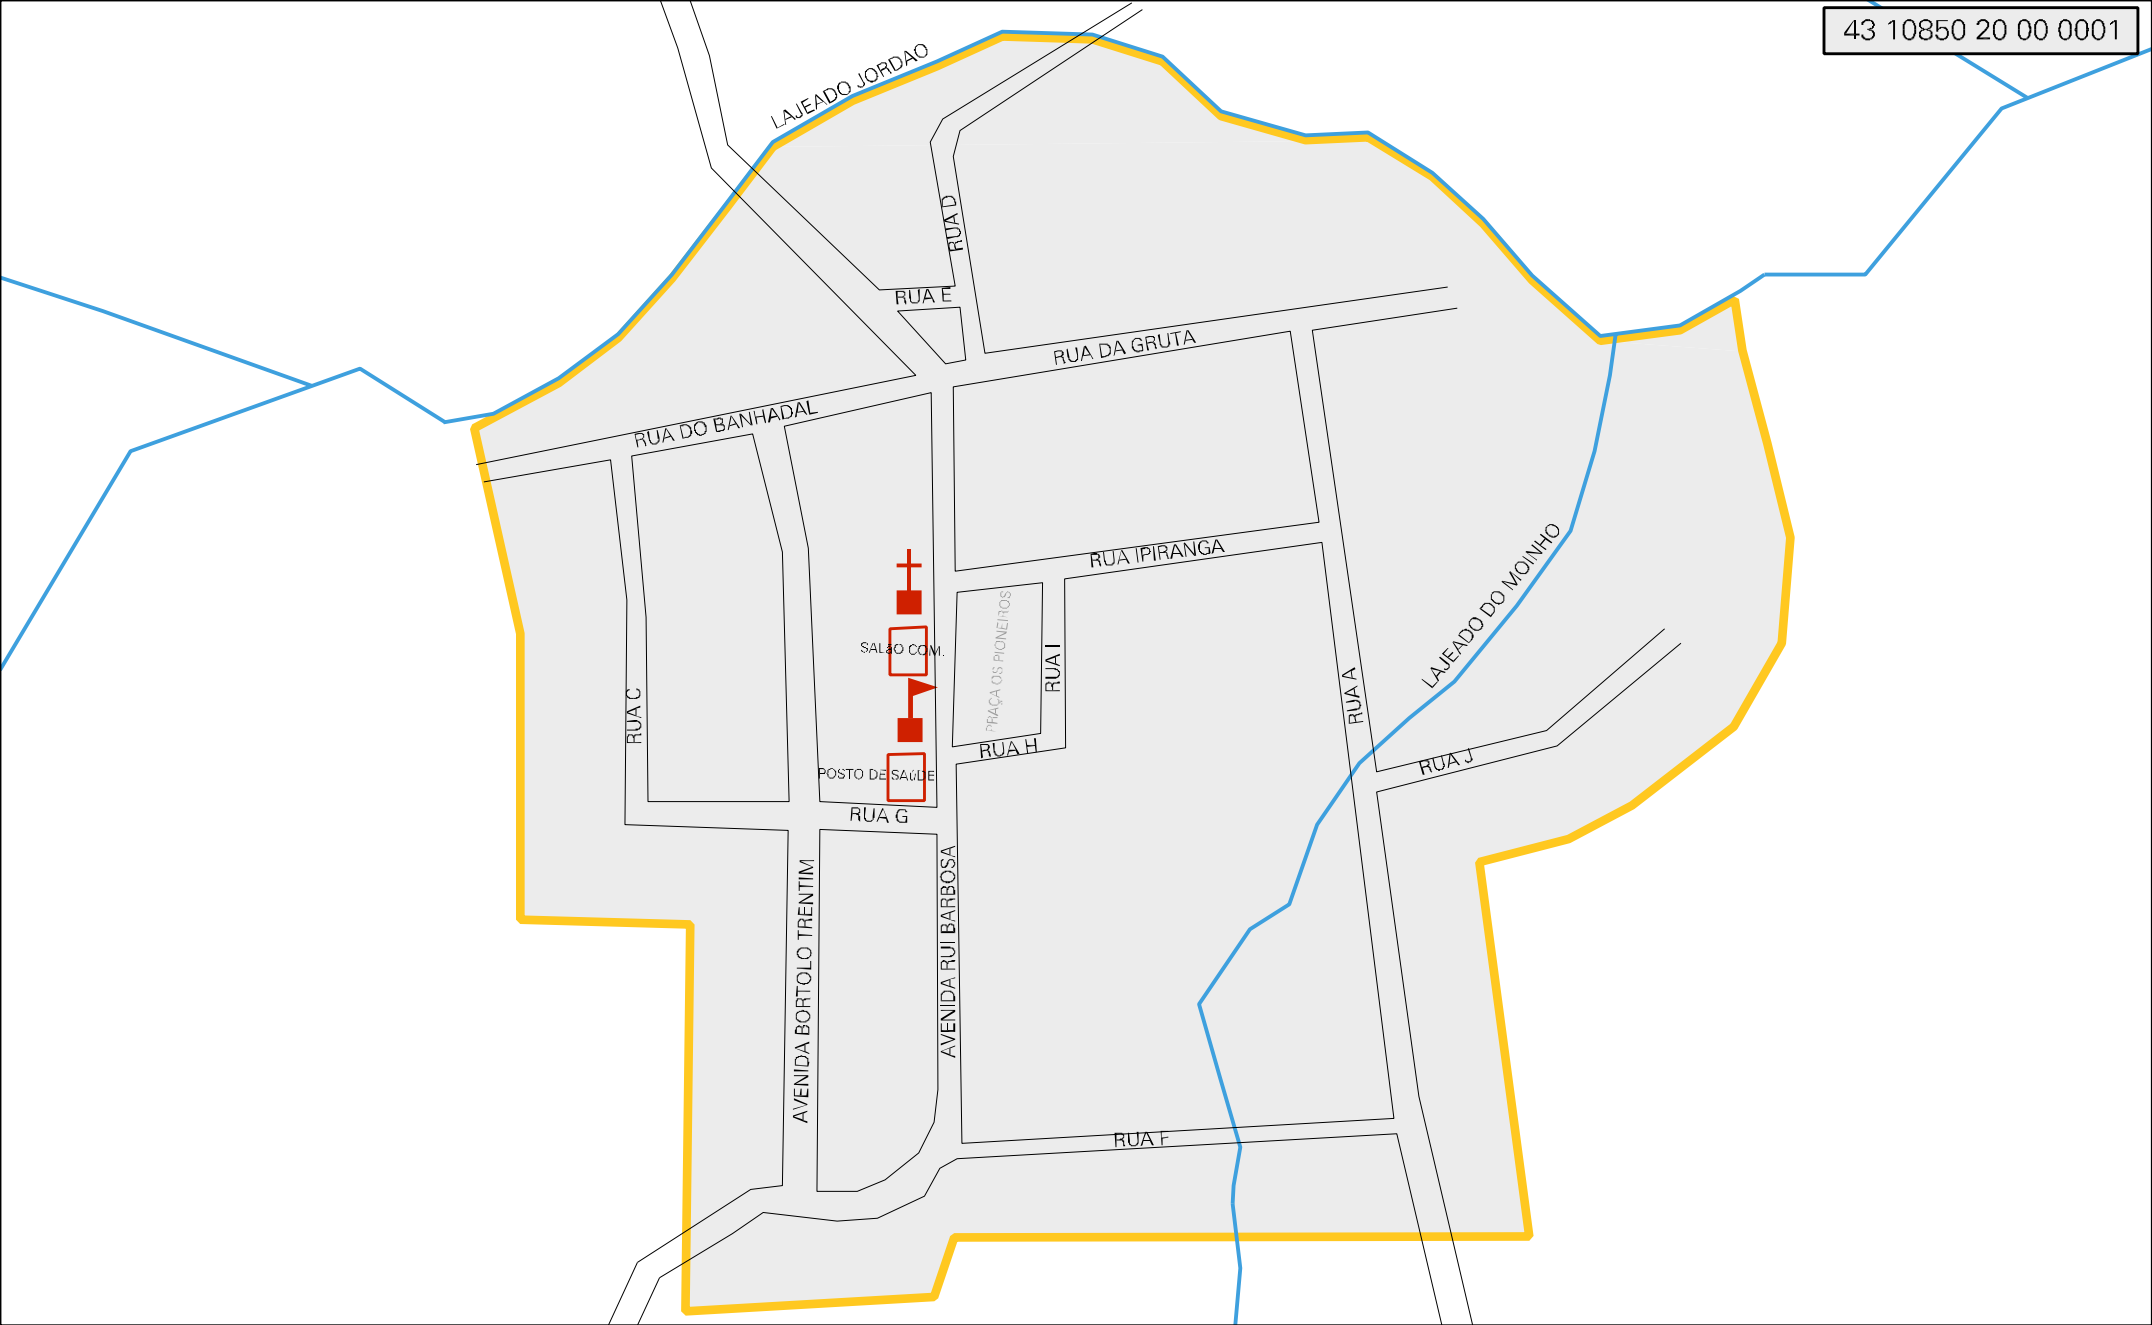 43 10850 20 00 0001
LAJEADO JORDAO
RUA D
RUA E
RUA DA GRUTA
RUA DO BANHADAL
RUA IPIRANGA
LAJEADO DO MOINHO
PRAÇA OS PIONEIROS
SALãO COM.
RUA I
RUA A
RUA C
RUA H
RUA J
POSTO DE SAúDE
RUA G
AVENIDA BORTOLO TRENTIM
AVENIDA RUI BARBOSA
RUA F